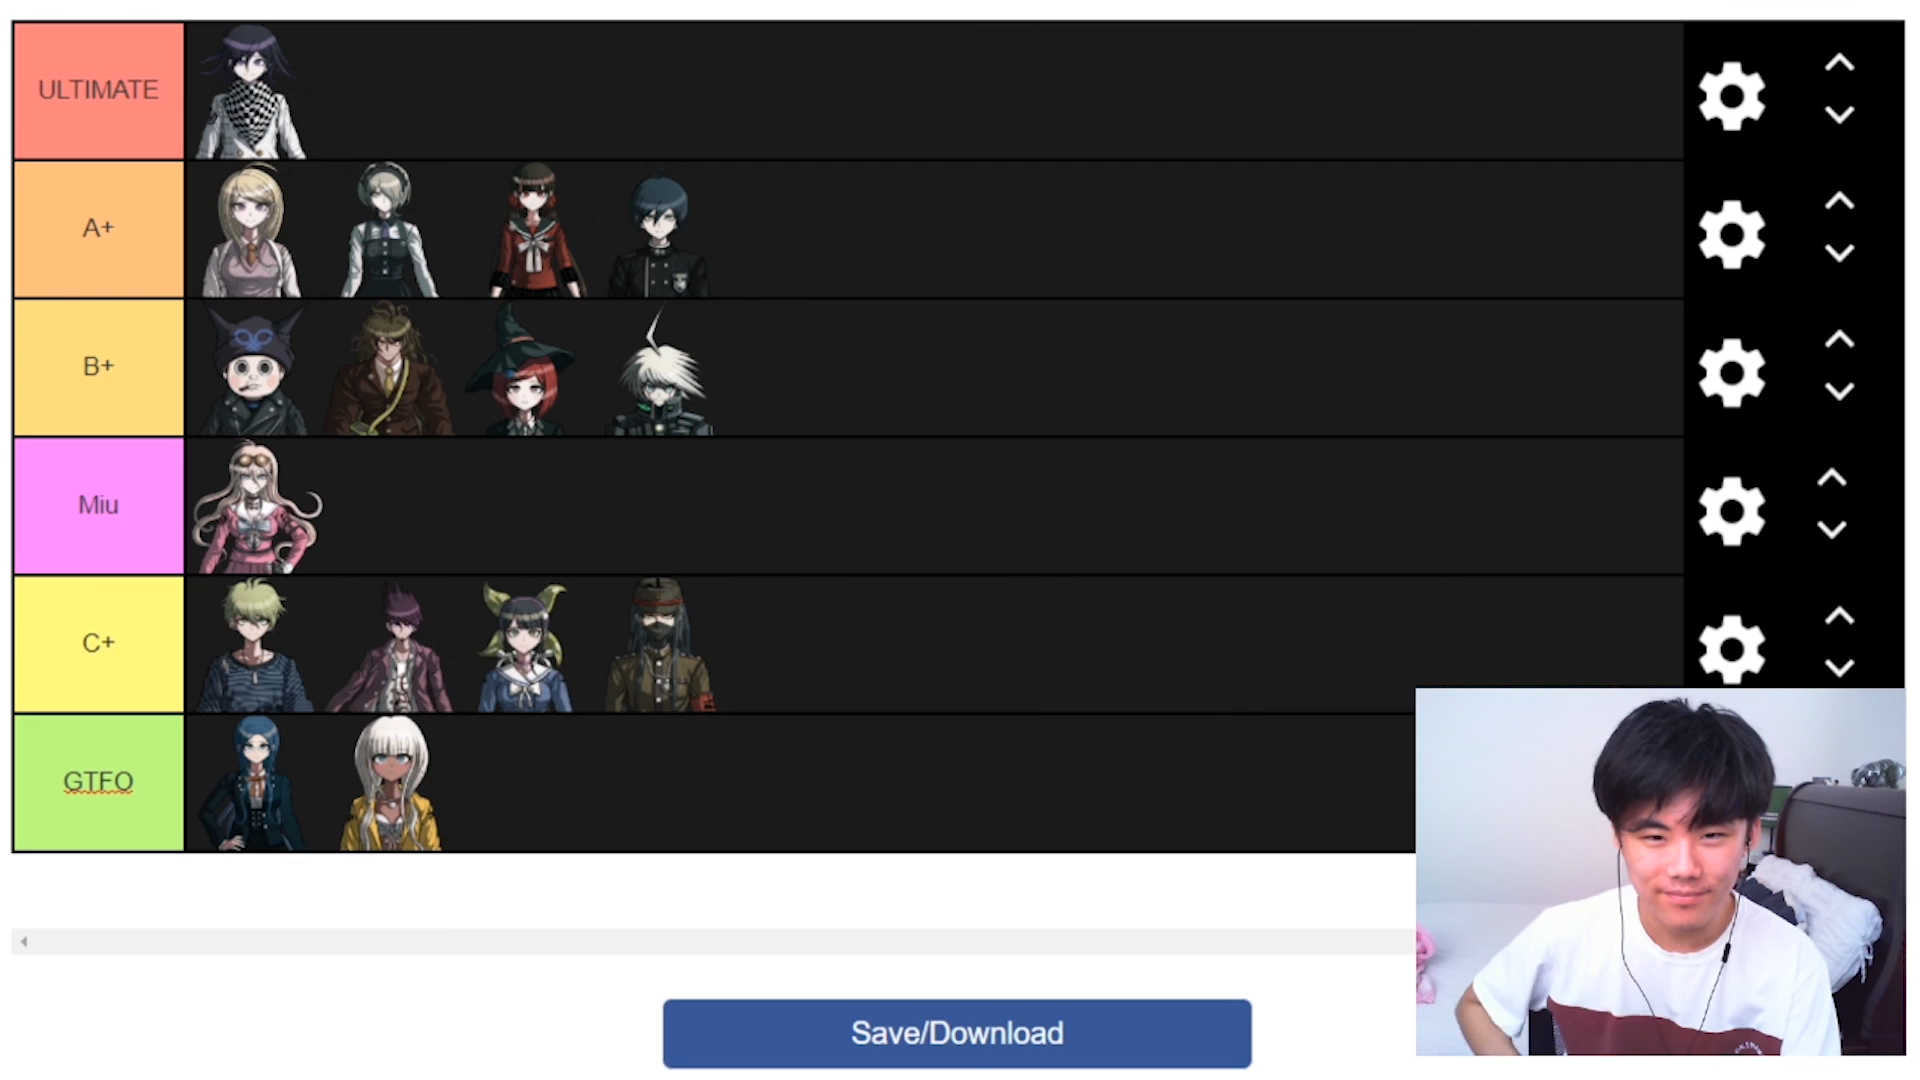 ULTIMATE
A+
B+
Miu
C+
GTFO
Save/Download